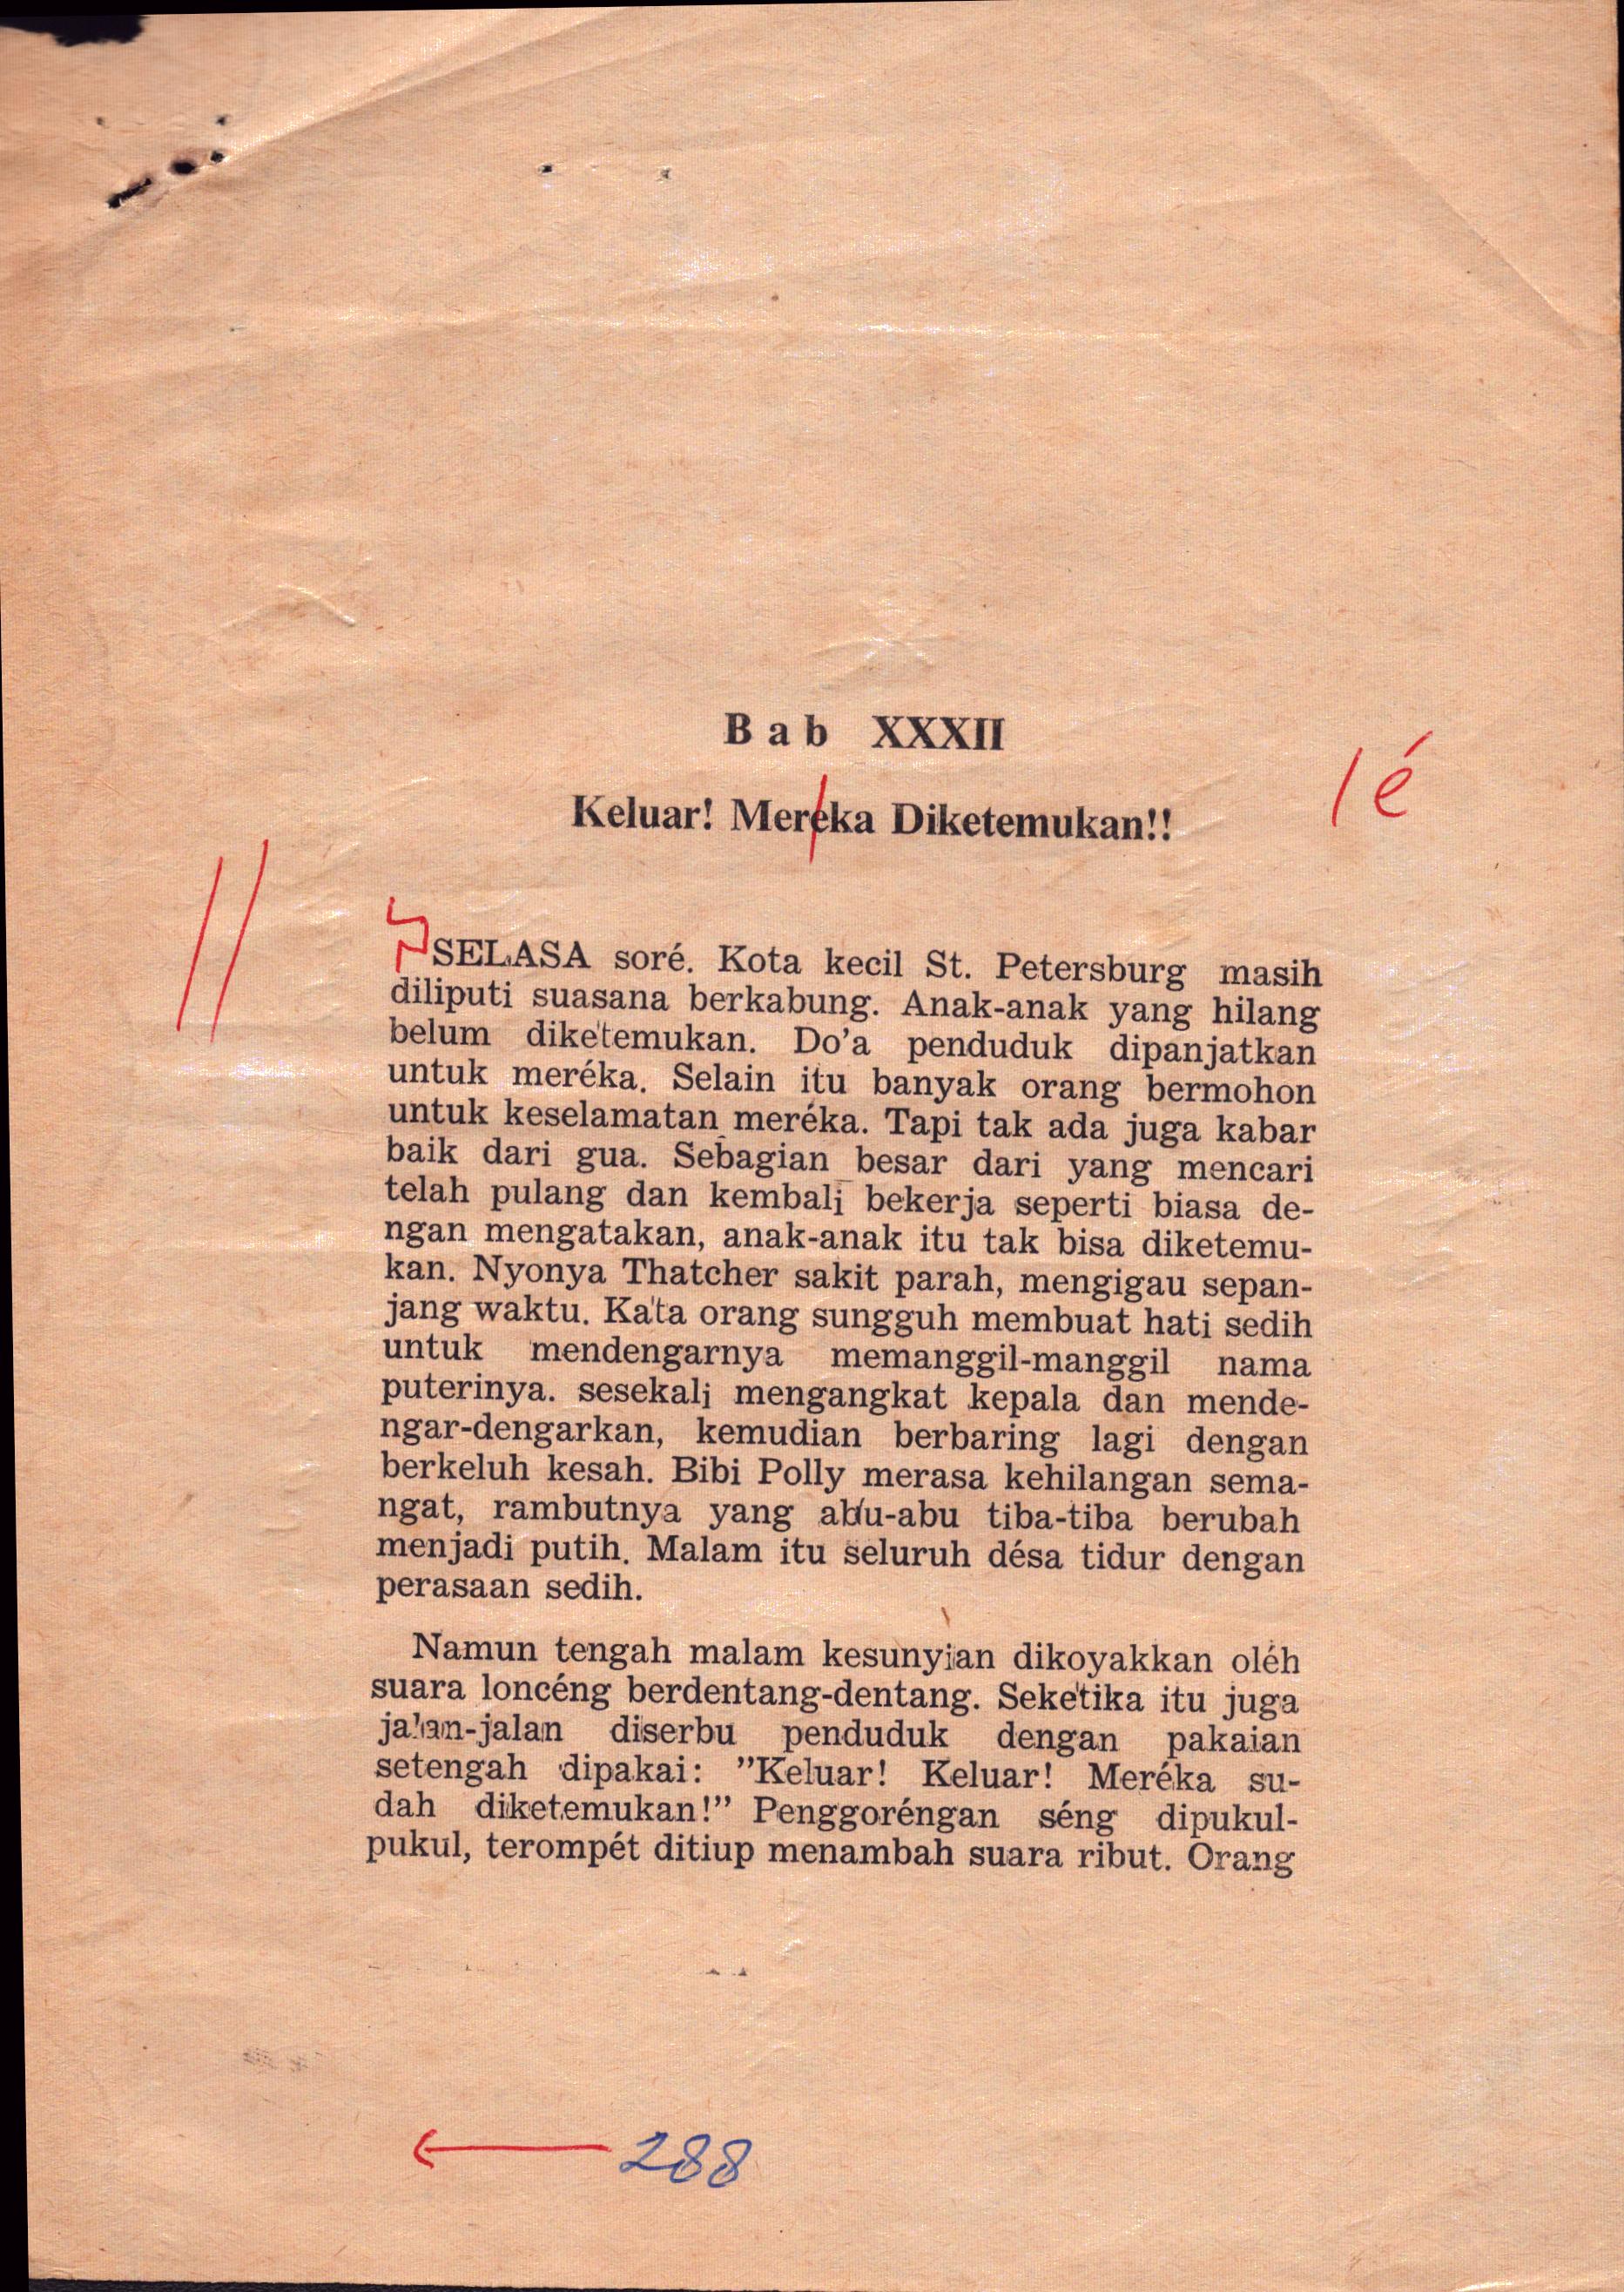 Bab XXXII
Keluar! Mereka Diketemukan!!
/ é
SELASA soré. Kota kecil St. Petersburg masih
diliputi suasana berkabung. Anak-anak yang hilang
belum diketemukan. Do'a penduduk dipanjatkan
untuk meréka. Selain itu banyak orang bermohon
untuk keselamatan meréka. Tapi tak ada juga kabar
baik dari gua. Sebagian besar dari yang mencari
telah pulang dan kembali bekerja seperti biasa de-
ngan mengatakan, anak-anak itu tak bisa diketemu-
kan. Nyonya Thatcher sakit parah, mengigau sepan-
jang waktu. Kata orang sungguh membuat hati sedih
untuk mendengarnya memanggil-manggil nama
puterinya. sesekali mengangkat kepala dan mende-
ngar-dengarkan, kemudian berbaring lagi dengan
berkeluh kesah. Bibi Polly merasa kehilangan sema-
ngat, rambutnya yang abu-abu tiba-tiba berubah
menjadi putih. Malam itu seluruh désa tidur dengan
perasaan sedih.
Namun tengah malam kesunyian dikoyakkan oléh
suara loncéng berdentang-dentang. Seketika itu juga
jalan-jalan diserbu penduduk dengan pakaian
setengah dipakai: ”Keluar! Keluar! Meréka su-
dah diketemukan!” Penggoréngan séng dipukul-
pukul, terompét ditiup menambah suara ribut. Orang
288